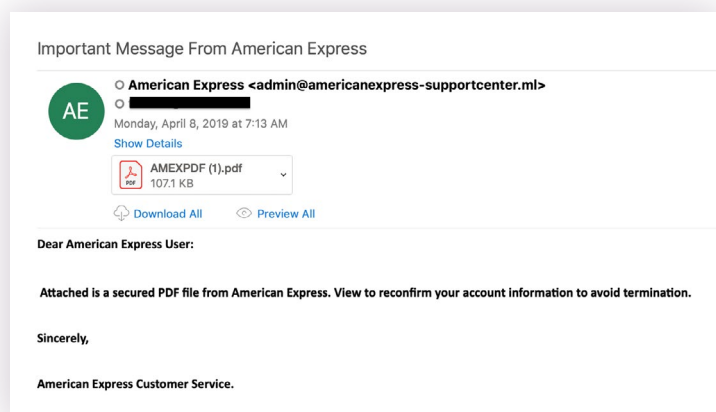 Important Message From American Express
American Express <admin@americanexpress-supportcenter.ml>
AE
Monday, April 8, 2019 at 7:13 AM
Show Details
AMEXPDF (1).pdf
PDF
107.1 KB
Download All Preview All
Dear American Express User:
Attached is a secured PDF file from American Express. View to reconfirm your account information to avoid termination.
Sincerely,
American Express Customer Service.